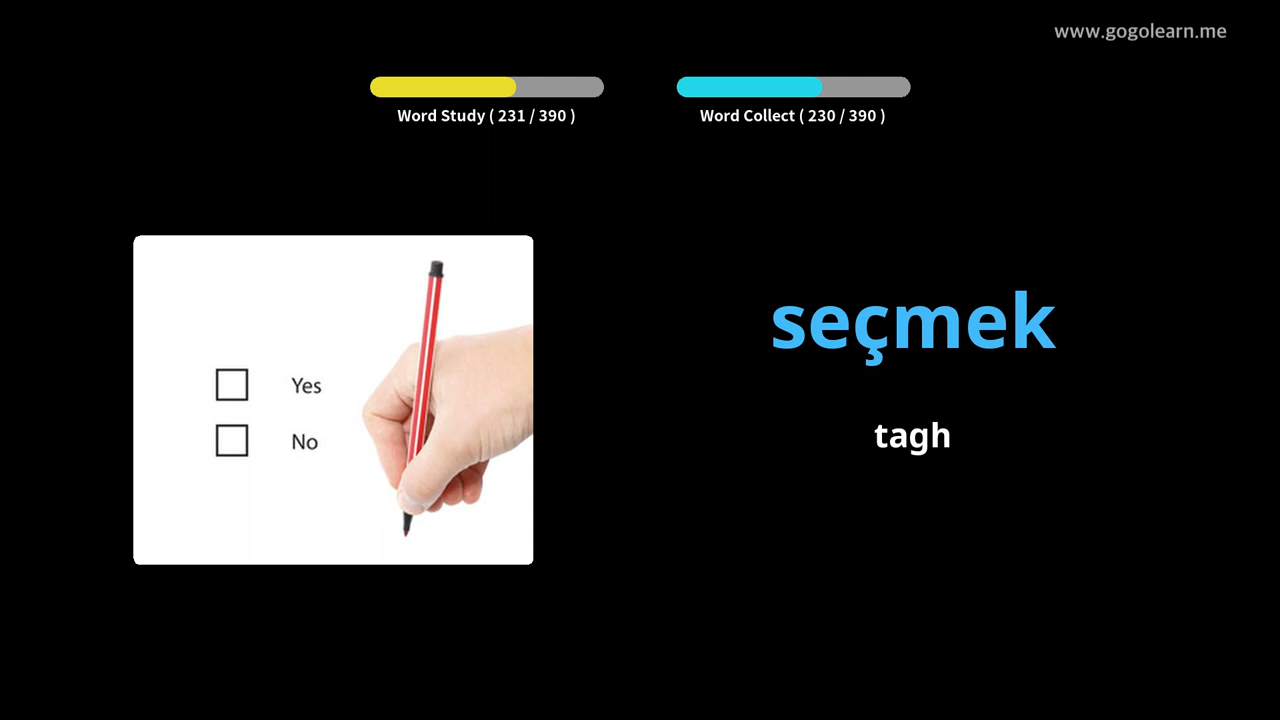 www.gogolearn.me
Word Study ( 231 / 390 )
Word Collect ( 230 / 390 )
seçmek
tagh
Yes
No